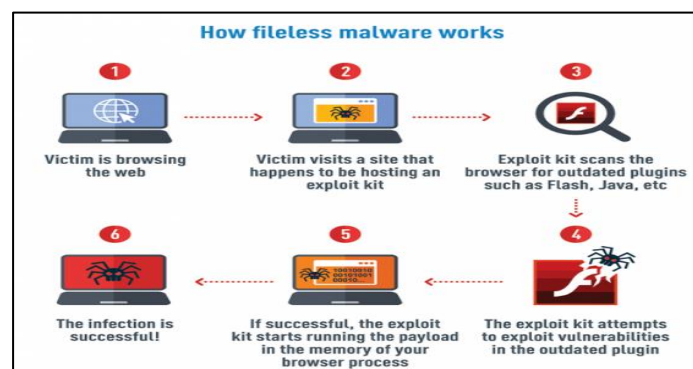 How fileless malware works
1
2
3
Victim is browsing
the web
Victim visits a site that
happens to be hosting an
exploit kit
Exploit kit scans the
browser for outdated plugins
such as Flash, Java, etc
6
5
4
10010010
00101001
00010...
The infection is
successful!
If successful, the exploit
kit starts running the payload
in the memory of your
browser process
The exploit kit attempts
to exploit vulnerabilities
in the outdated plugin